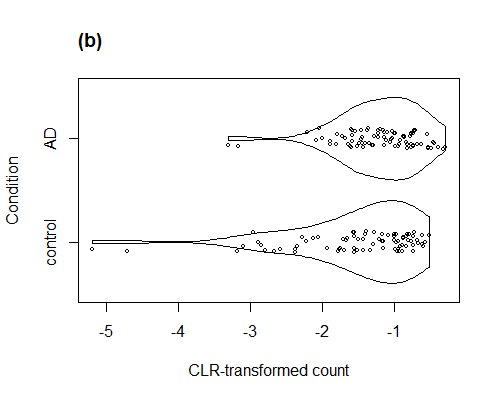 (b)
AD
control
Condition
-5 -4 -3 -2 -1
CLR-transformed count